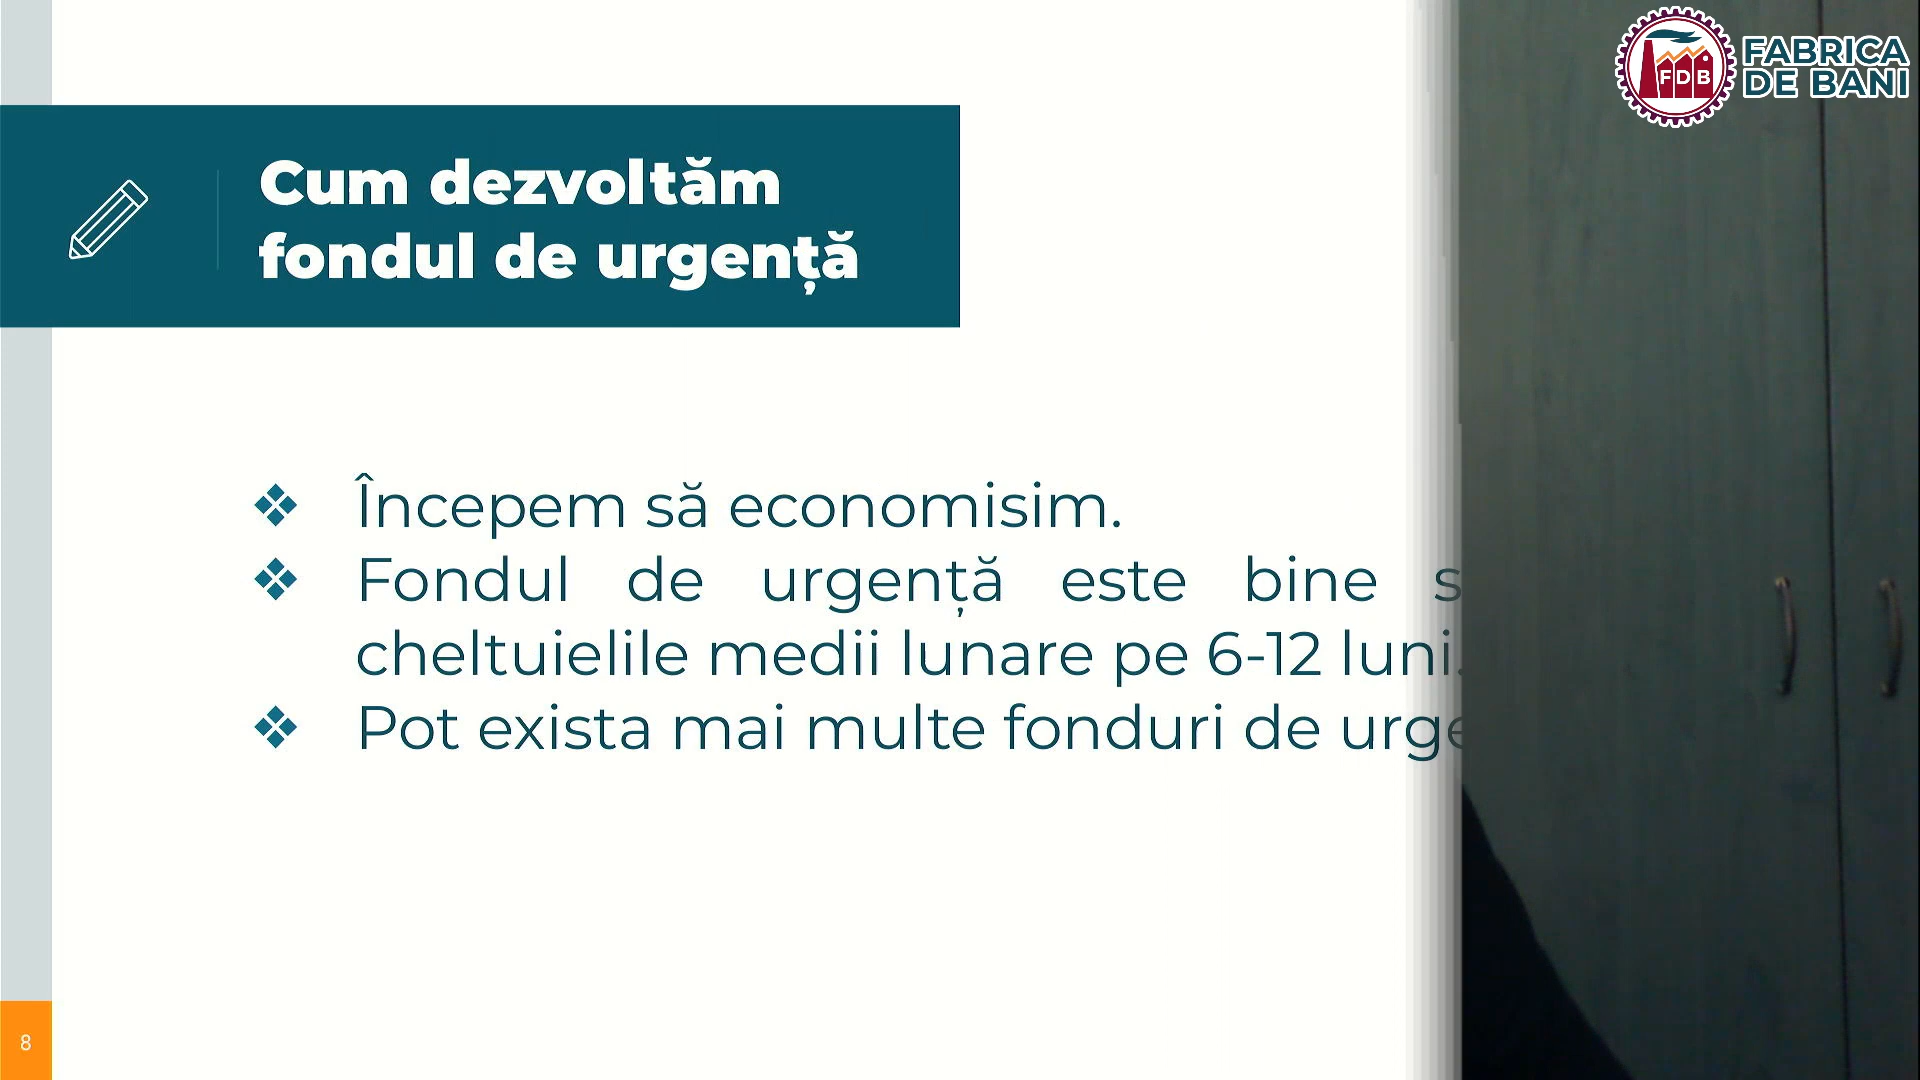 FDB
FABRICA
DE BANI
Cum dezvoltăm
fondul de urgență
Începem să economisim.
Fondul de urgență este bine
cheltuielile medii lunare pe 6-12 luni.
Pot exista mai multe fonduri de
8